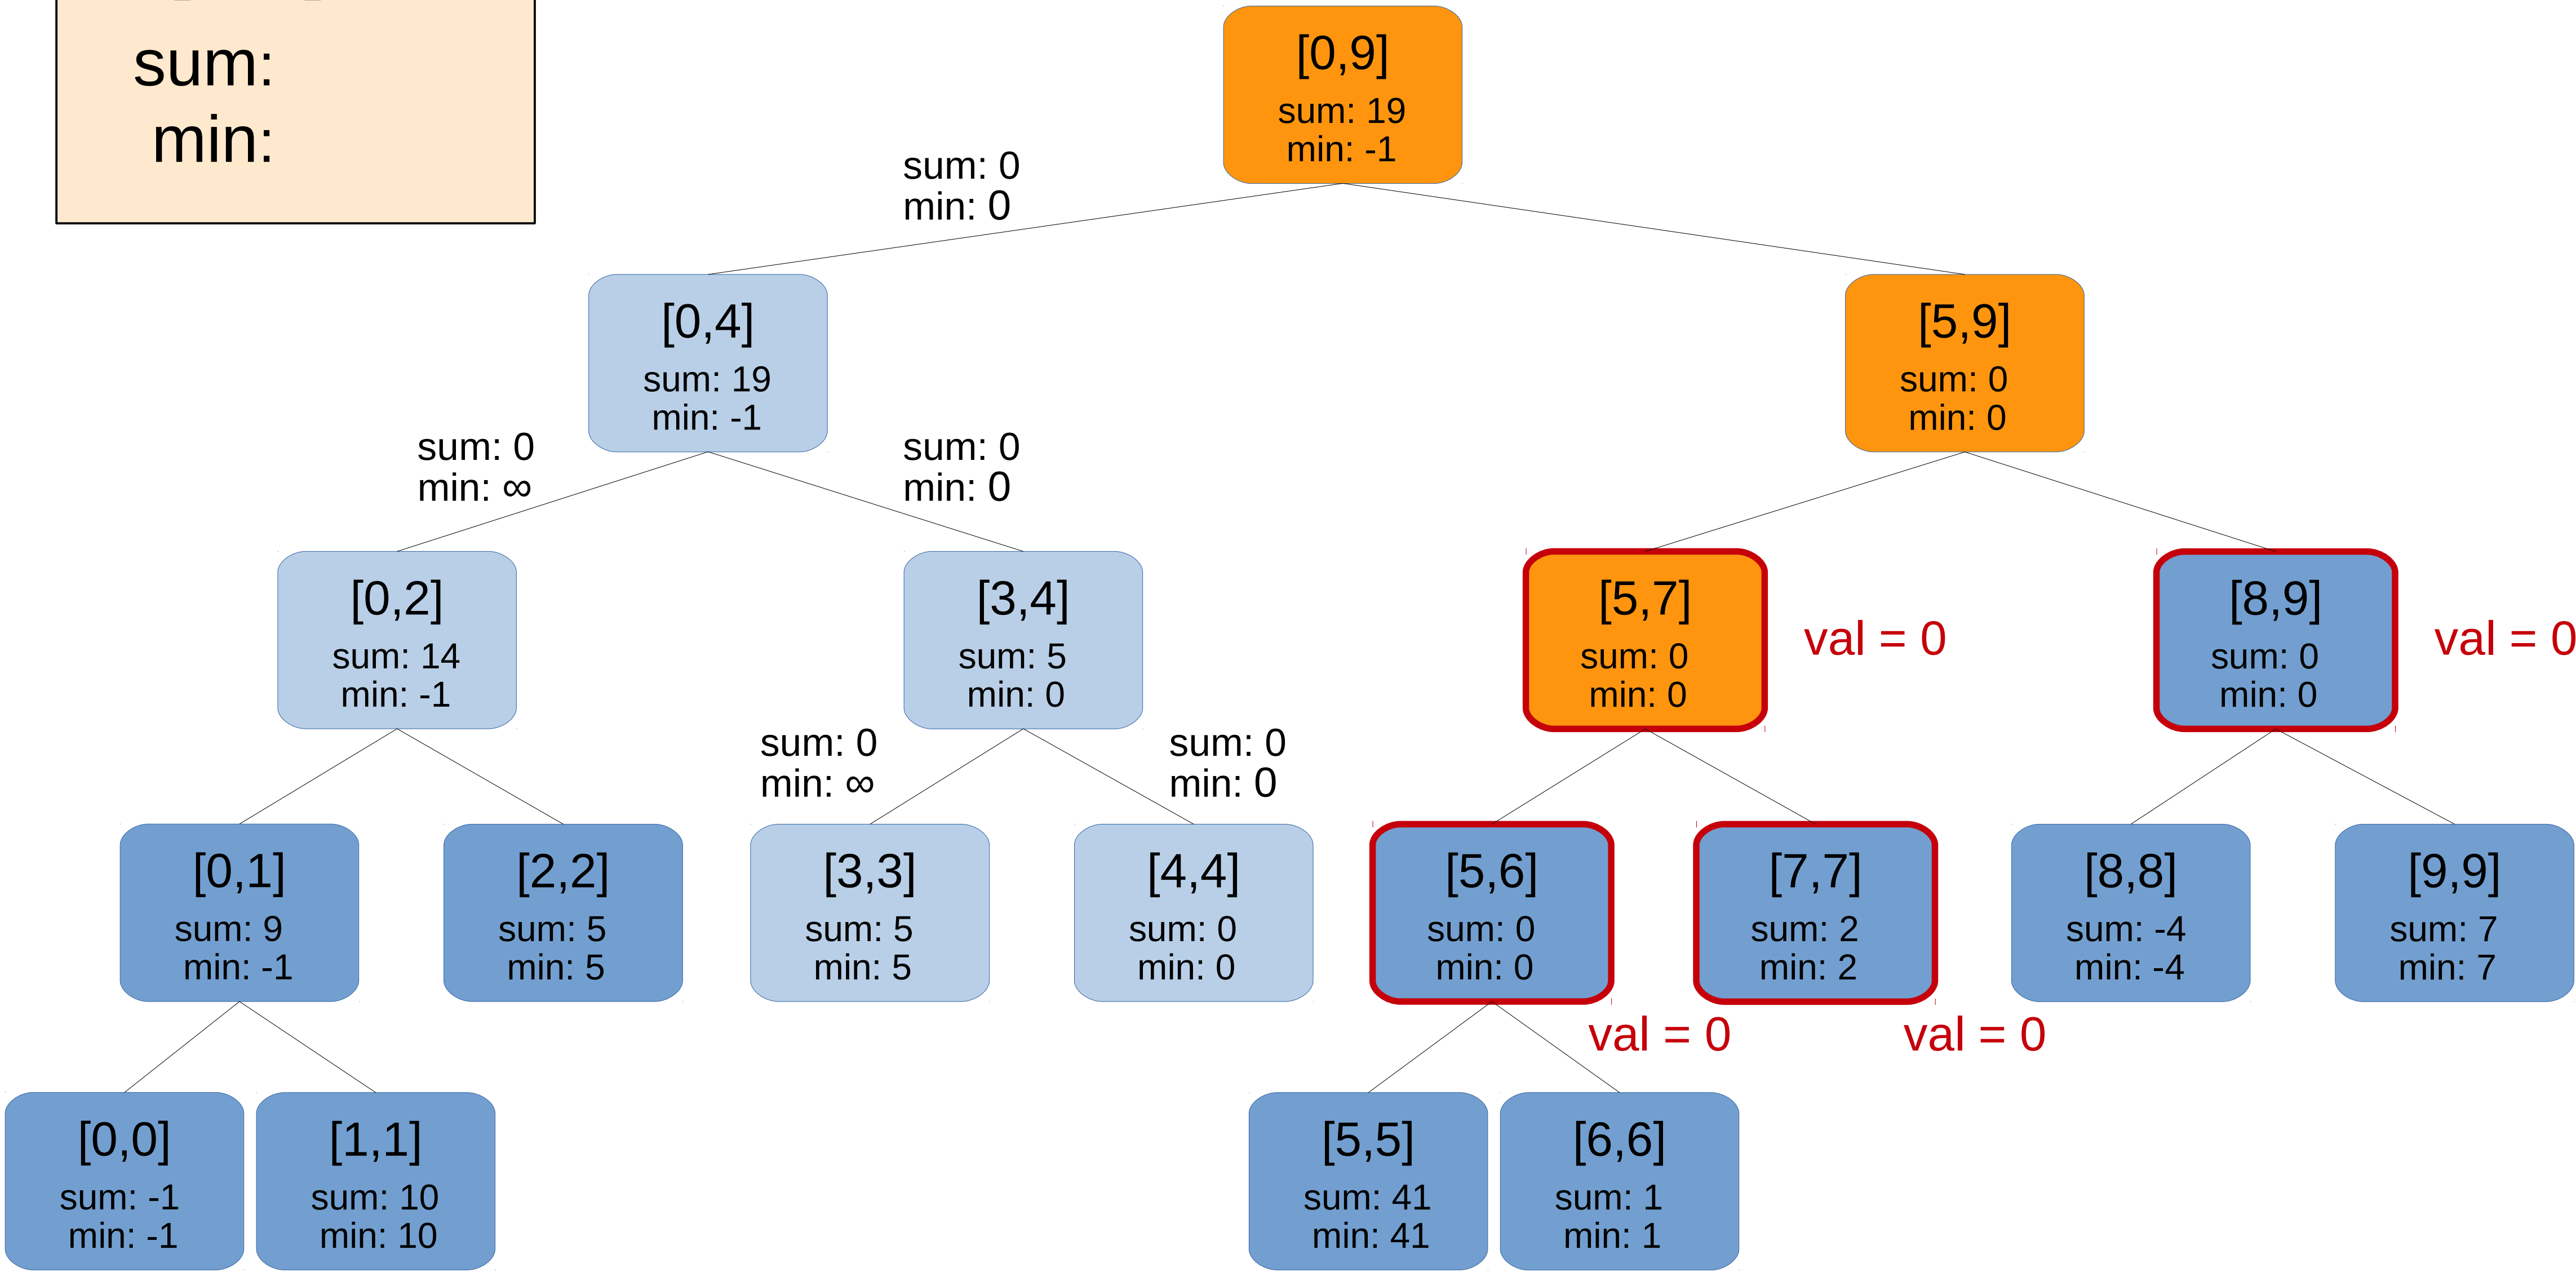 sum:
min:
[0,9]
sum: 19
min: -1
sum: 0
min: 0
[0,4]
sum: 19
min: -1
[5,9]
sum: 0
min: 0
sum: 0
min: ∞
sum: 0
min: 0
[0,2]
sum: 14
min: -1
[3,4]
sum: 5
min: 0
[5,7]
sum: 0
min: 0
val = 0
[8,9]
sum: 0
min: 0
val = 0
sum: 0
min: ∞
sum: 0
min: 0
[0,1]
sum: 9
min: -1
[2,2]
sum: 5
min: 5
[3,3]
sum: 5
min: 5
[4,4]
sum: 0
min: 0
[5,6]
sum: 0
min: 0
[7,7]
sum: 2
min: 2
[8,8]
sum: -4
min: -4
[9,9]
sum: 7
min: 7
val = 0
val = 0
[0,0]
sum: -1
min: -1
[1,1]
sum: 10
min: 10
[5,5]
sum: 41
min: 41
[6,6]
sum: 1
min: 1